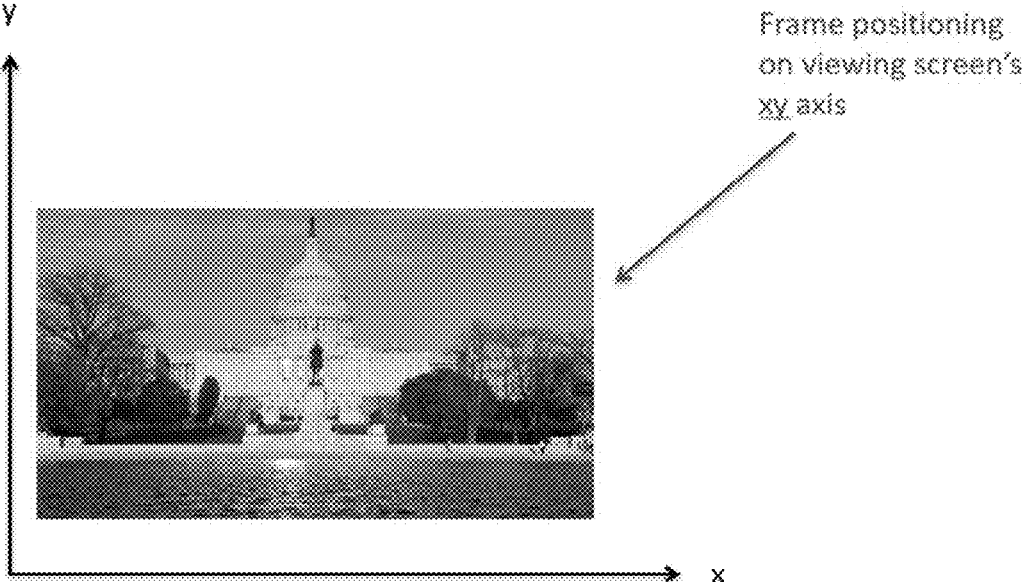 y
Frame positioning
on viewing screen's
xy axis
x